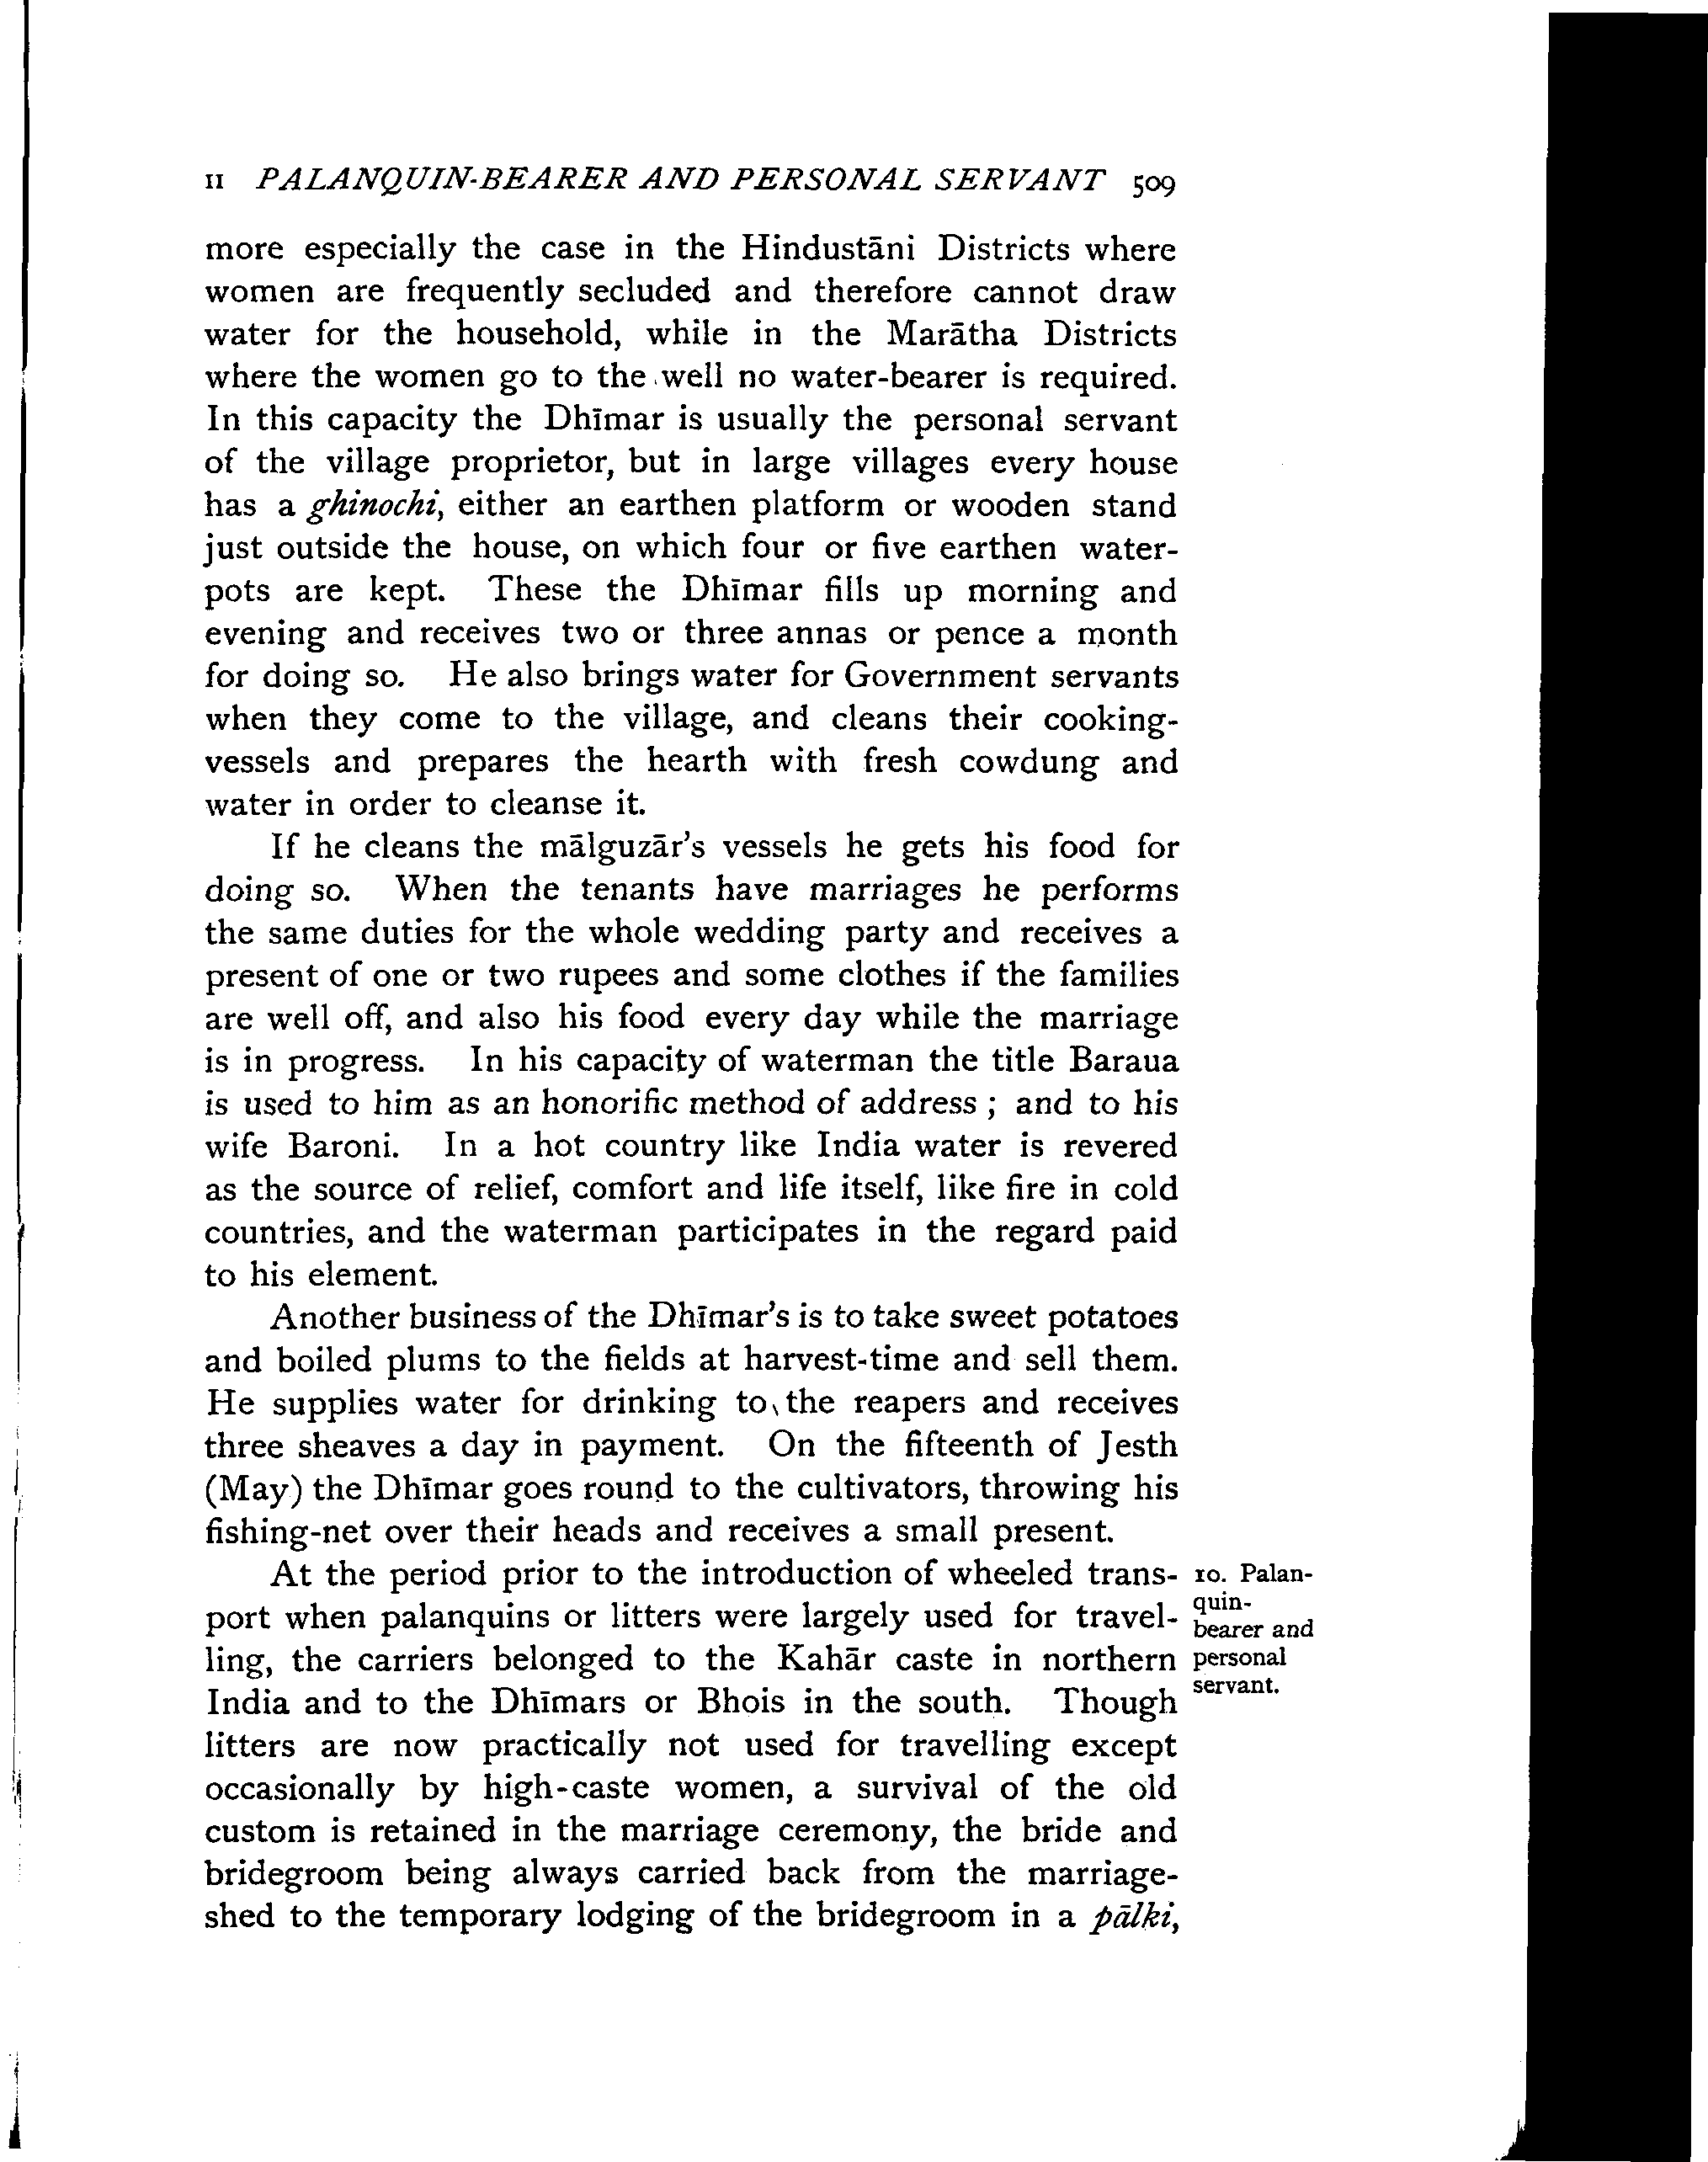 II PALANQUIN-BEARER AND PERSONAL SERVANT 509
more especially the case in the Hindustāni Districts where
women are frequently secluded and therefore cannot draw
water for the household, while in the Marātha Districts
where the women go to the well no water-bearer is required.
In this capacity the Dhīmar is usually the personal servant
of the village proprietor, but in large villages every house
has a ghinochi, either an earthen platform or wooden stand
just outside the house, on which four or five earthen water-
pots are kept. These the Dhīmar fills up morning and
evening and receives two or three annas or pence a month
for doing so. He also brings water for Government servants
when they come to the village, and cleans their cooking-
vessels and prepares the hearth with fresh cowdung and
water in order to cleanse it.
If he cleans the mālguzār's vessels he gets his food for
doing so. When the tenants have marriages he performs
the same duties for the whole wedding party and receives a
present of one or two rupees and some clothes if the families
are well off, and also his food every day while the marriage
is in progress. In his capacity of waterman the title Baraua
is used to him as an honorific method of address ; and to his
wife Baroni. In a hot country like India water is revered
as the source of relief, comfort and life itself, like fire in cold
countries, and the waterman participates in the regard paid
to his element.
Another business of the Dhīmar's is to take sweet potatoes
and boiled plums to the fields at harvest-time and sell them.
He supplies water for drinking to the reapers and receives
three sheaves a day in payment. On the fifteenth of Jesth
(May) the Dhīmar goes round to the cultivators, throwing his
fishing-net over their heads and receives a small present.
At the period prior to the introduction of wheeled trans-
port when palanquins or litters were largely used for travel-
ling, the carriers belonged to the Kahār caste in northern
India and to the Dhīmars or Bhois in the south. Though
litters are now practically not used for travelling except
occasionally by high-caste women, a survival of the old
custom is retained in the marriage ceremony, the bride and
bridegroom being always carried back from the marriage-
shed to the temporary lodging of the bridegroom in a pālki,
10. Palan-
quin-
bearer and
personal
servant.